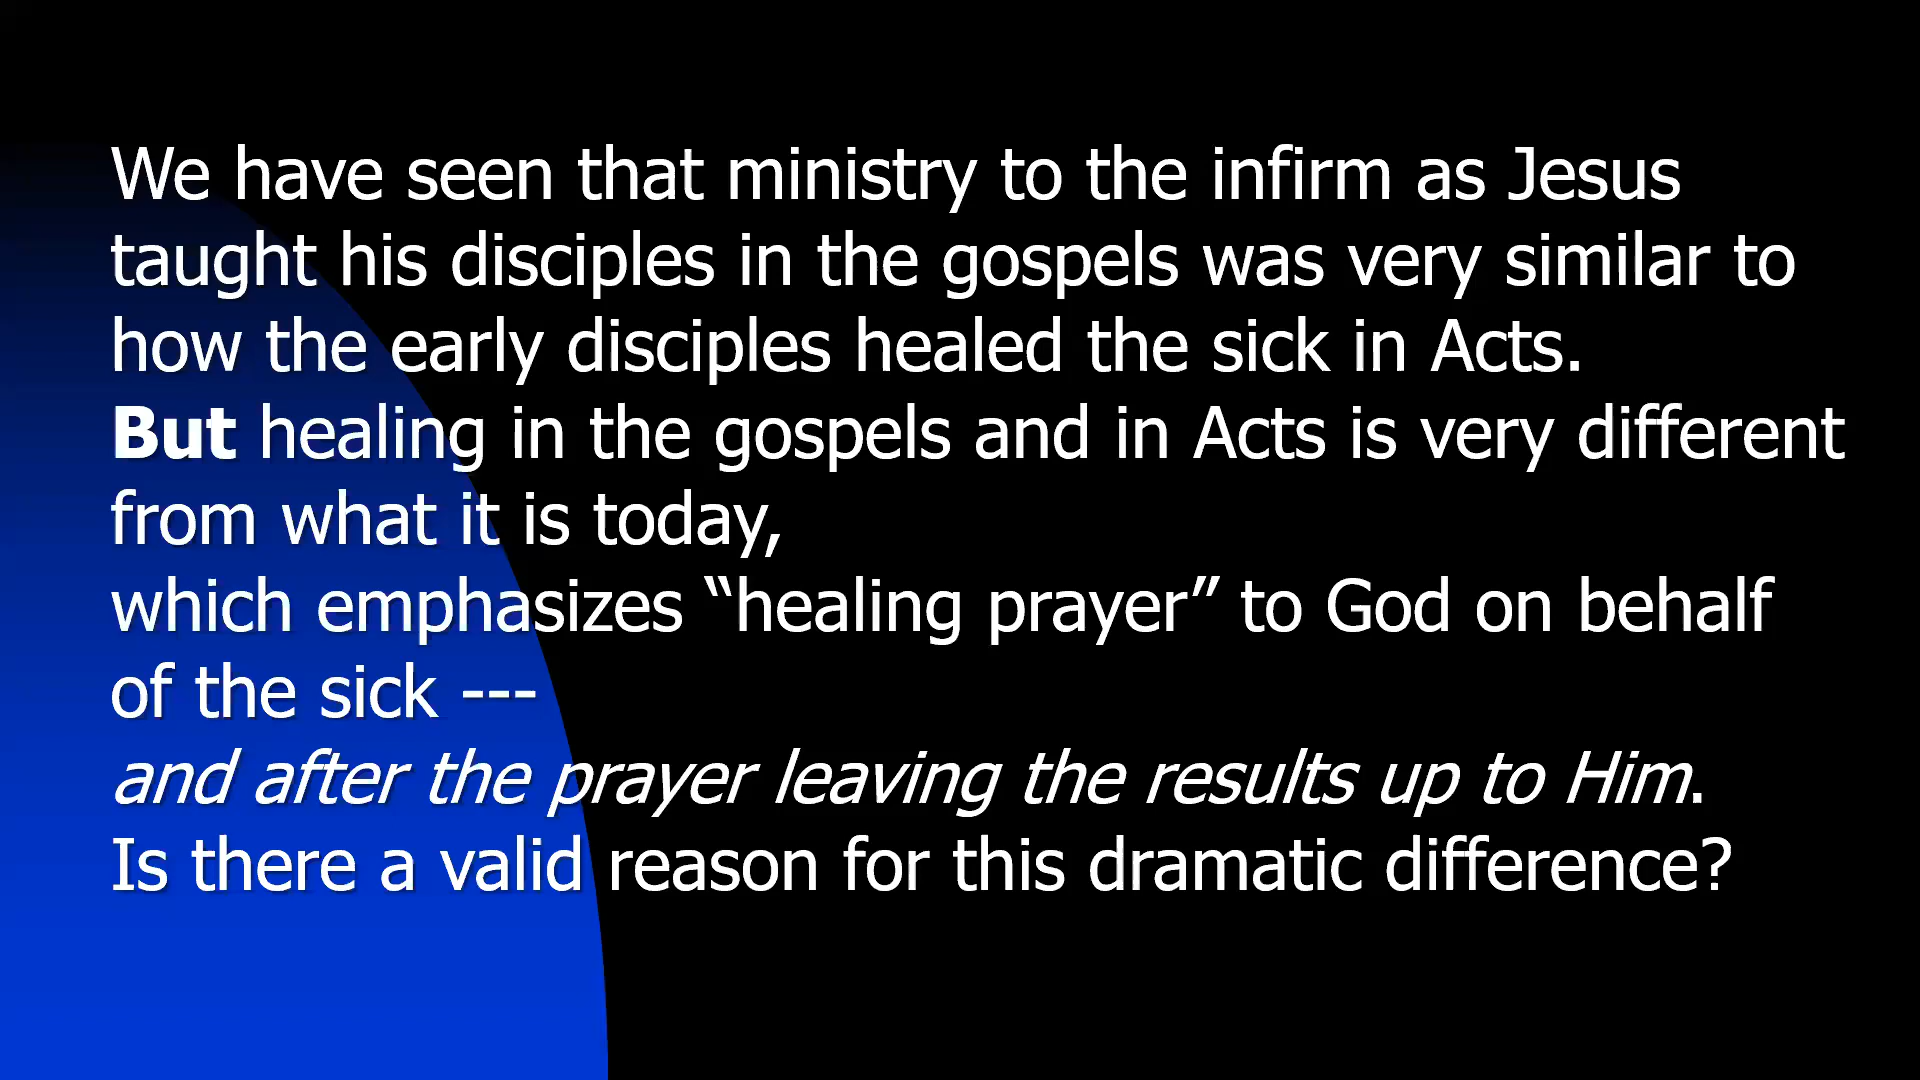 We have seen that ministry to the infirm as Jesus
taught his disciples in the gospels was very similar to
how the early disciples healed the sick in Acts.
But healing in the gospels and in Acts is very different
from what it is today,
which emphasizes “healing prayer” to God on behalf
of the sick ---
and after the prayer leaving the results up to Him.
Is there a valid reason for this dramatic difference?